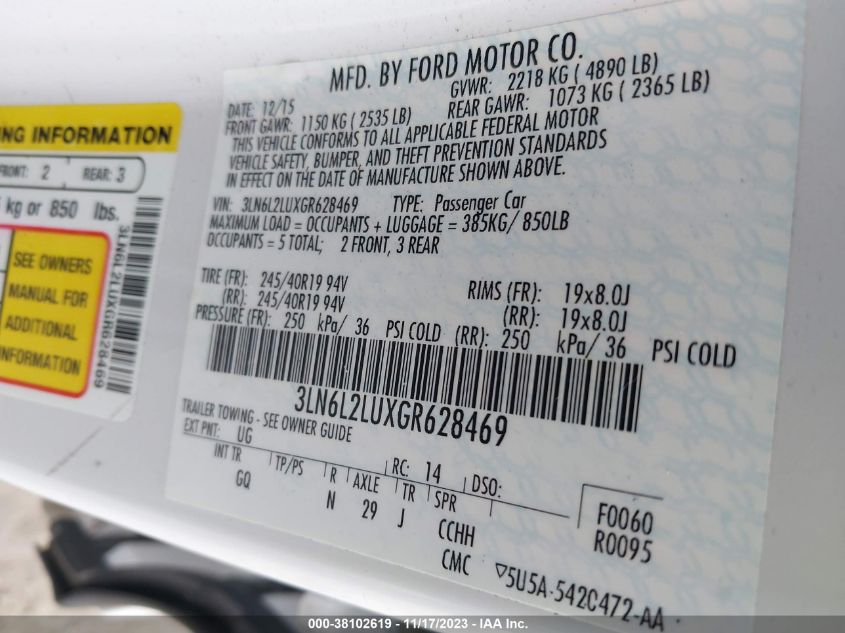 MFD. BY FORD MOTOR CO.
DATE: 12/15 GVWR: 2218 KG ( 4890 LB)
FRONT GAWR: 1150 KG ( 2535 LB) REAR GAWR: 1073 KG ( 2365 LB)
THIS VEHICLE CONFORMS TO ALL APPLICABLE FEDERAL MOTOR
VEHICLE SAFETY, BUMPER, AND THEFT PREVENTION STANDARDS
IN EFFECT ON THE DATE OF MANUFACTURE SHOWN ABOVE.
VIN: 3LN6L2LUXGR628469 TYPE: Passenger Car
MAXIMUM LOAD = OCCUPANTS + LUGGAGE = 385KG/ 850LB
OCCUPANTS = 5 TOTAL; 2 FRONT, 3 REAR
TIRE (FR): 245/40R19 94V RIMS (FR): 19x8.0J
(RR): 245/40R19 94V (RR): 19x8.0J
PRESSURE (FR): 250 kPa/ 36 PSI COLD (RR): 250 kPa/ 36 PSI COLD
3LN6L2LUXGR628469
TRAILER TOWING - SEE OWNER GUIDE
EXT PNT: UG RC: 14 DSO:
INT TR TP/PS R AXLE TR SPR F0060
GQ N 29 J CCHH R0095
CMC
▽5U5A-5420472-AA
NG INFORMATION
FRONT: 2 REAR: 3
kg or 850 lbs.
SEE OWNERS
MANUAL FOR
ADDITIONAL
INFORMATION
3LN6L2LUXGR628469
000-38102619 - 11/17/2023 - IAA Inc.